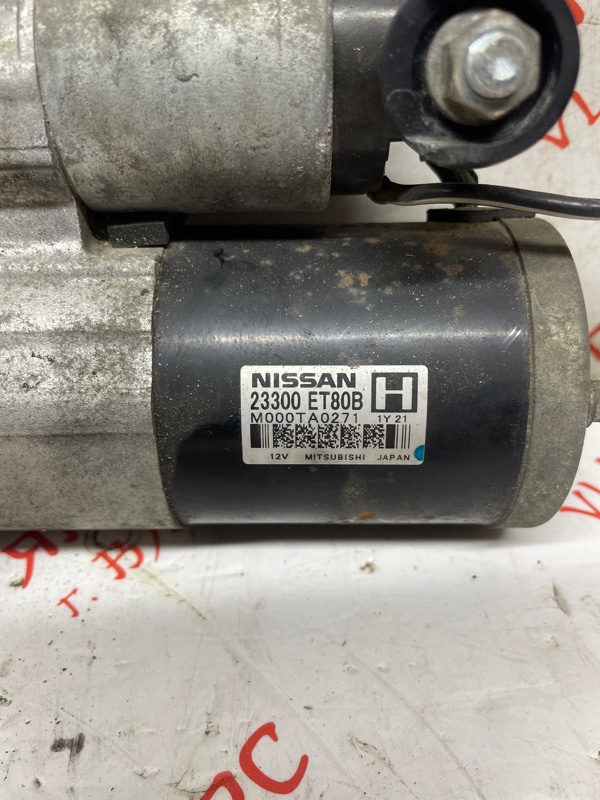 NISSAN H
23300 ET80B
M000TA0271 1Y 21
12V MITSUBISHI JAPAN